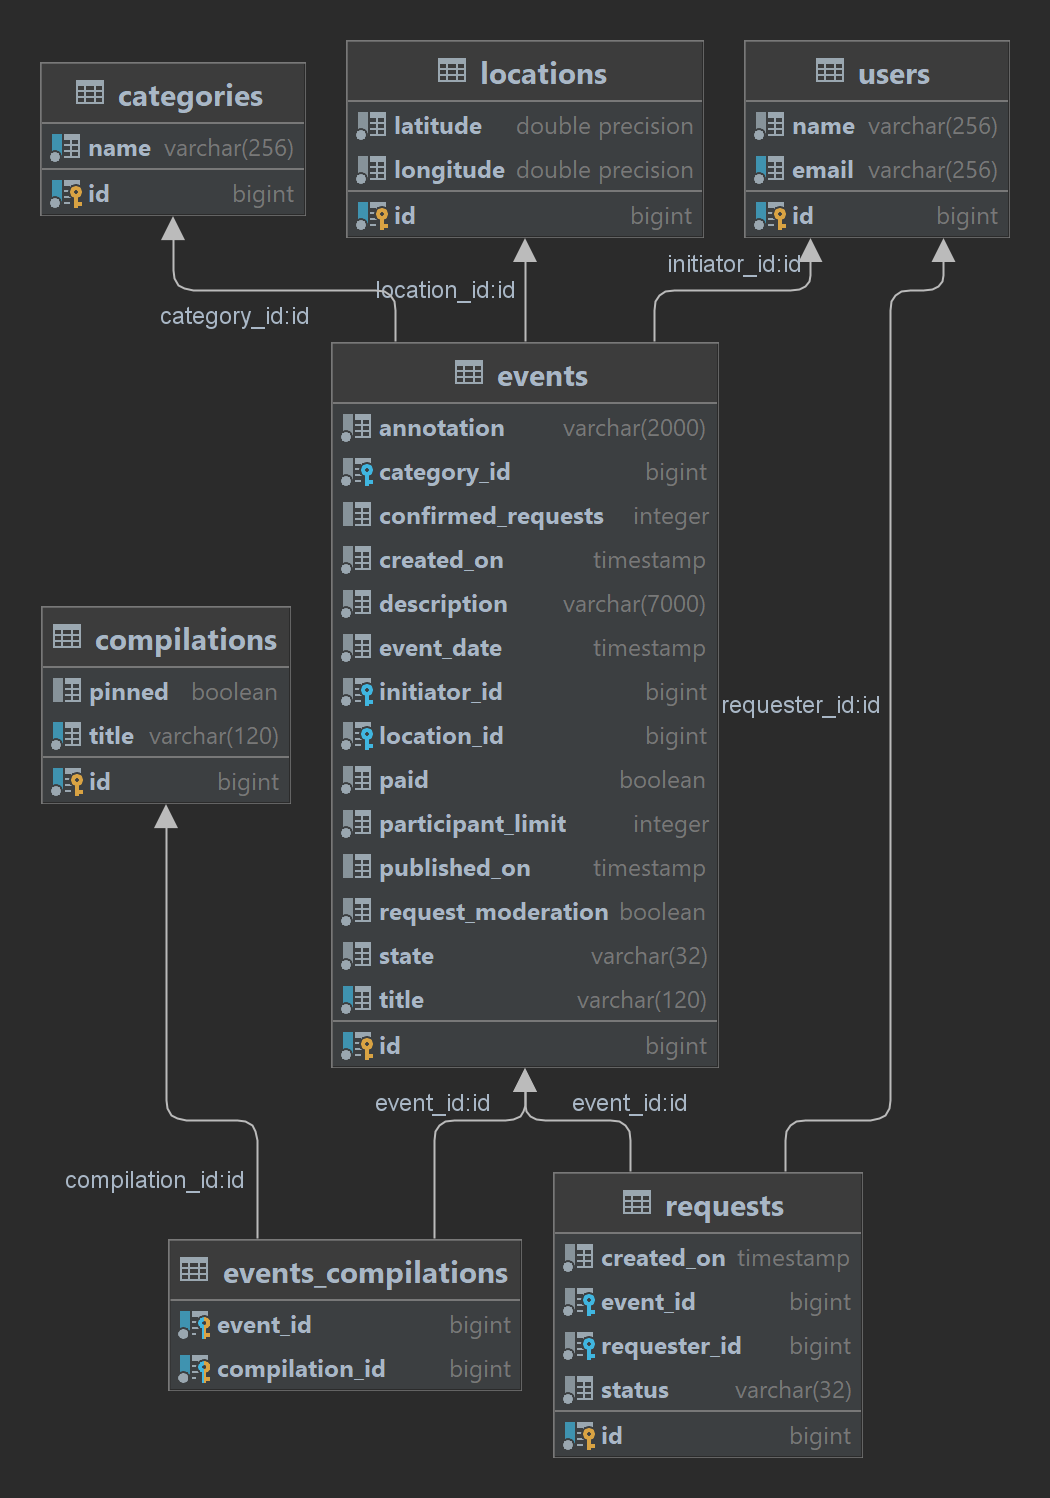 categories
name varchar(256)
id bigint
locations
latitude double precision
longitude double precision
id bigint
users
name varchar(256)
email varchar(256)
id bigint
category_id:id
location_id:id
initiator_id:id
events
annotation varchar(2000)
category_id bigint
confirmed_requests integer
created_on timestamp
description varchar(7000)
event_date timestamp
initiator_id bigint
location_id bigint
paid boolean
participant_limit integer
published_on timestamp
request_moderation boolean
state varchar(32)
title varchar(120)
id bigint
compilations
pinned boolean
title varchar(120)
id bigint
requester_id:id
event_id:id
event_id:id
compilation_id:id
events_compilations
event_id bigint
compilation_id bigint
requests
created_on timestamp
event_id bigint
requester_id bigint
status varchar(32)
id bigint